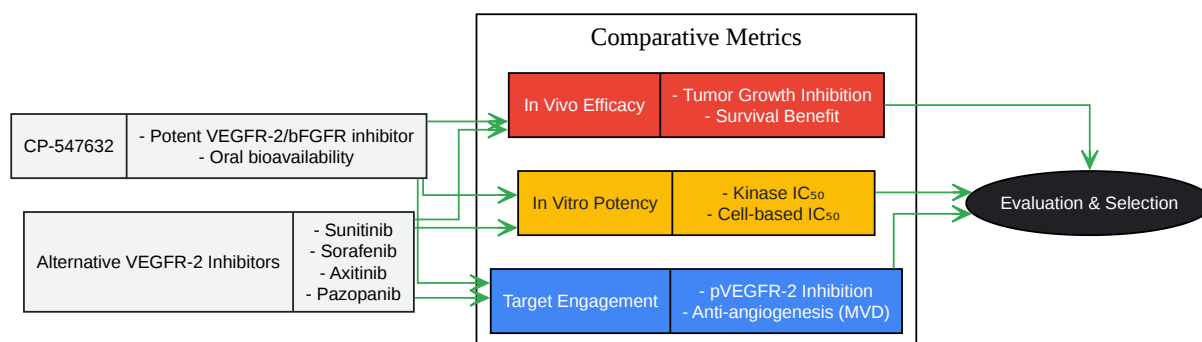 Comparative Metrics
In Vivo Efficacy
- Tumor Growth Inhibition
- Survival Benefit
CP-547632
- Potent VEGFR-2/bFGFR inhibitor
- Oral bioavailability
In Vitro Potency
- Kinase IC₅₀
- Cell-based IC₅₀
Evaluation & Selection
Alternative VEGFR-2 Inhibitors
- Sunitinib
- Sorafenib
- Axitinib
- Pazopanib
Target Engagement
- pVEGFR-2 Inhibition
- Anti-angiogenesis (MVD)